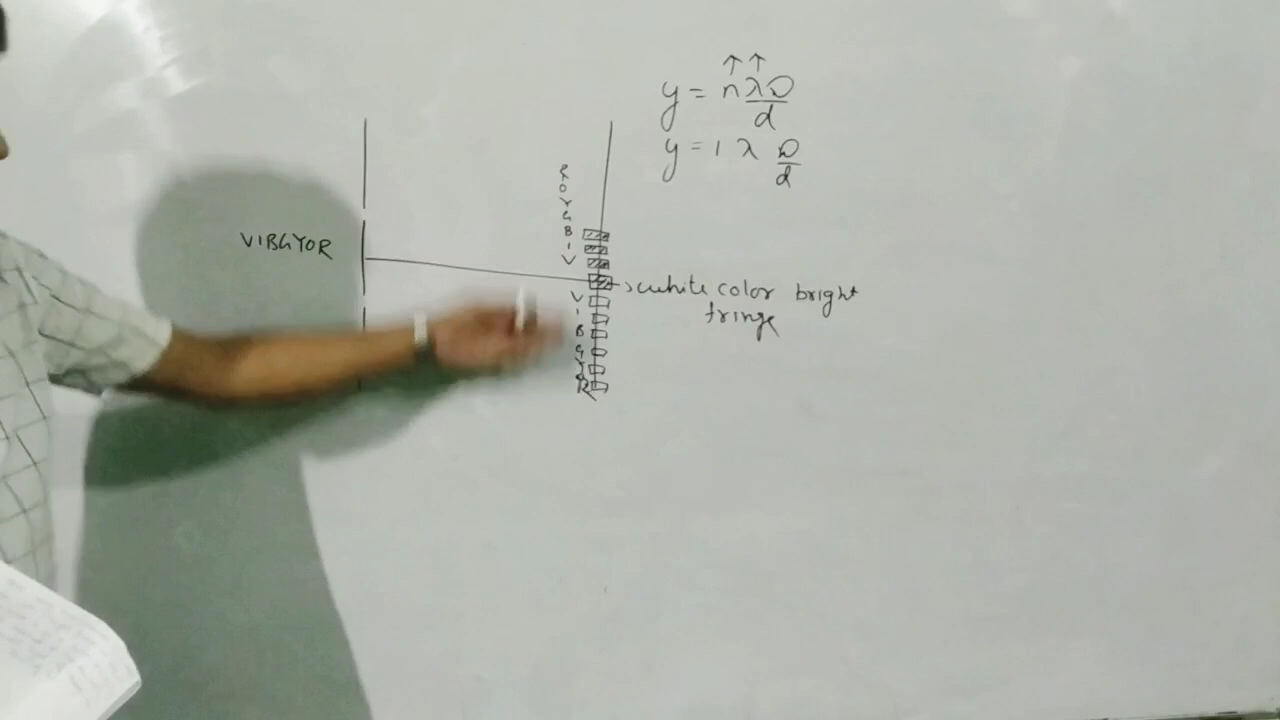 y = nλD/d
y = 1 λ D/d
R
O
Y
G
B
I
V
VIBGYOR
white color bright
fringe
V
I
B
G
Y
R